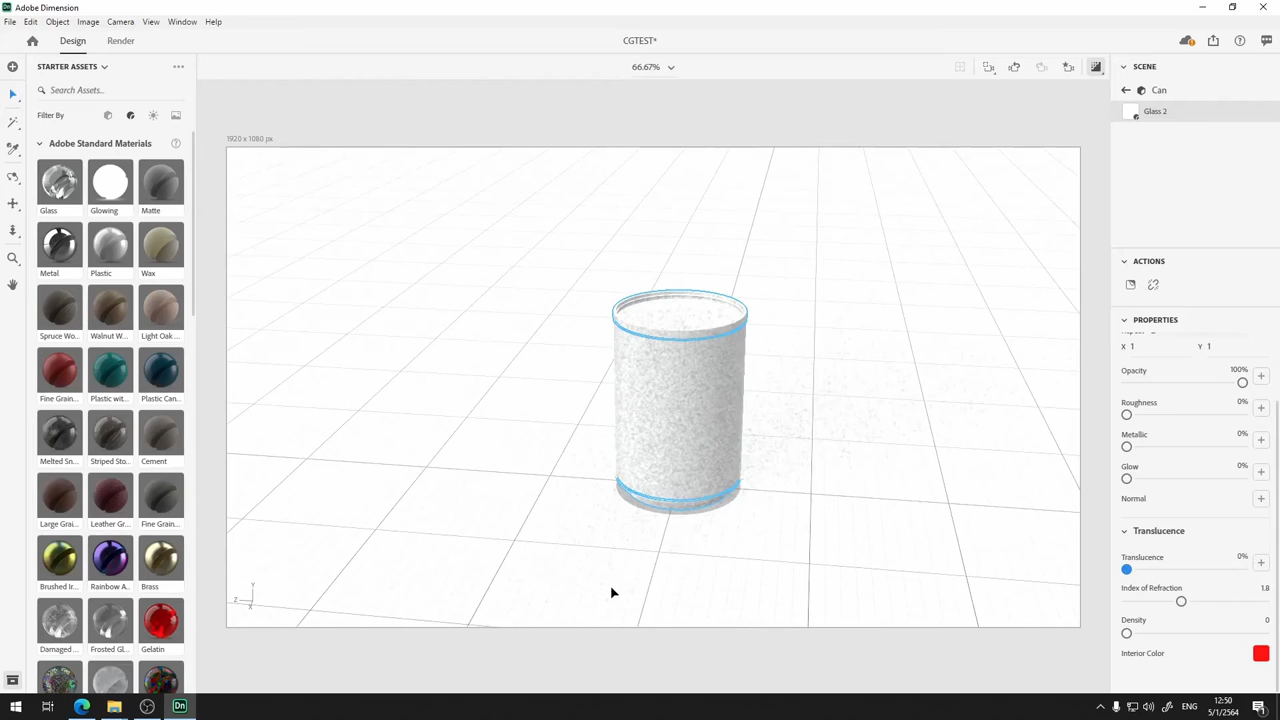 Adobe Dimension
File Edit Object Image Camera View Window Help
Design Render
CGTEST*
STARTER ASSETS
66.67%
SCENE
Search Assets...
Can
Filter By
Glass 2
1920 x 1080 px
Adobe Standard Materials
Glass Glowing Matte
Metal Plastic Wax
ACTIONS
PROPERTIES
Spruce Wo... Walnut W... Light Oak ...
X 1 Y 1
Opacity 100%
Fine Grain... Plastic wit... Plastic Can...
Roughness 0%
Metallic 0%
Melted Sn... Striped Sto... Cement
Glow 0%
Normal
Large Grai... Leather Gr... Fine Grain...
Translucence
Translucence 0%
Brushed Ir... Rainbow A... Brass
Index of Refraction 1.8
Density 0
Y
Z
X
Damaged ... Frosted Gl... Gelatin
Interior Color
Dn
ENG
12:50
5/1/2564